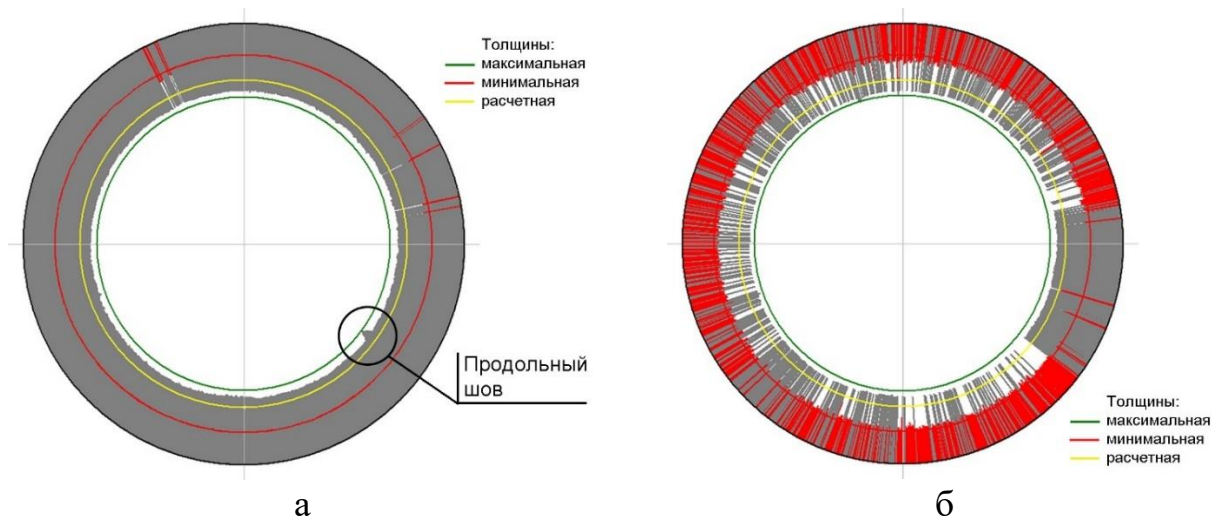 Толщины:
максимальная
минимальная
расчетная
Продольный
шов
Толщины:
максимальная
минимальная
расчетная
а
б